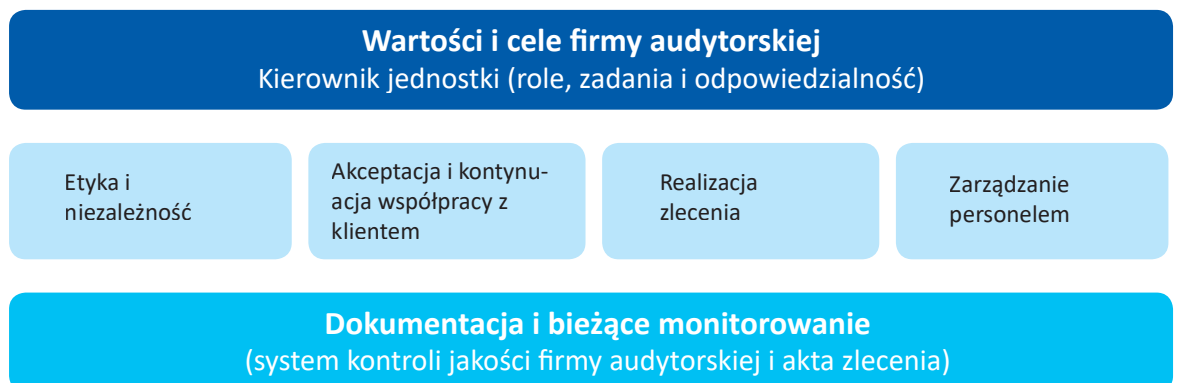 Wartości i cele firmy audytorskiej
Kierownik jednostki (role, zadania i odpowiedzialność)
Etyka i
niezależność
Akceptacja i kontynu-
acja współpracy z
klientem
Realizacja
zlecenia
Zarządzanie
personelem
Dokumentacja i bieżące monitorowanie
(system kontroli jakości firmy audytorskiej i akta zlecenia)